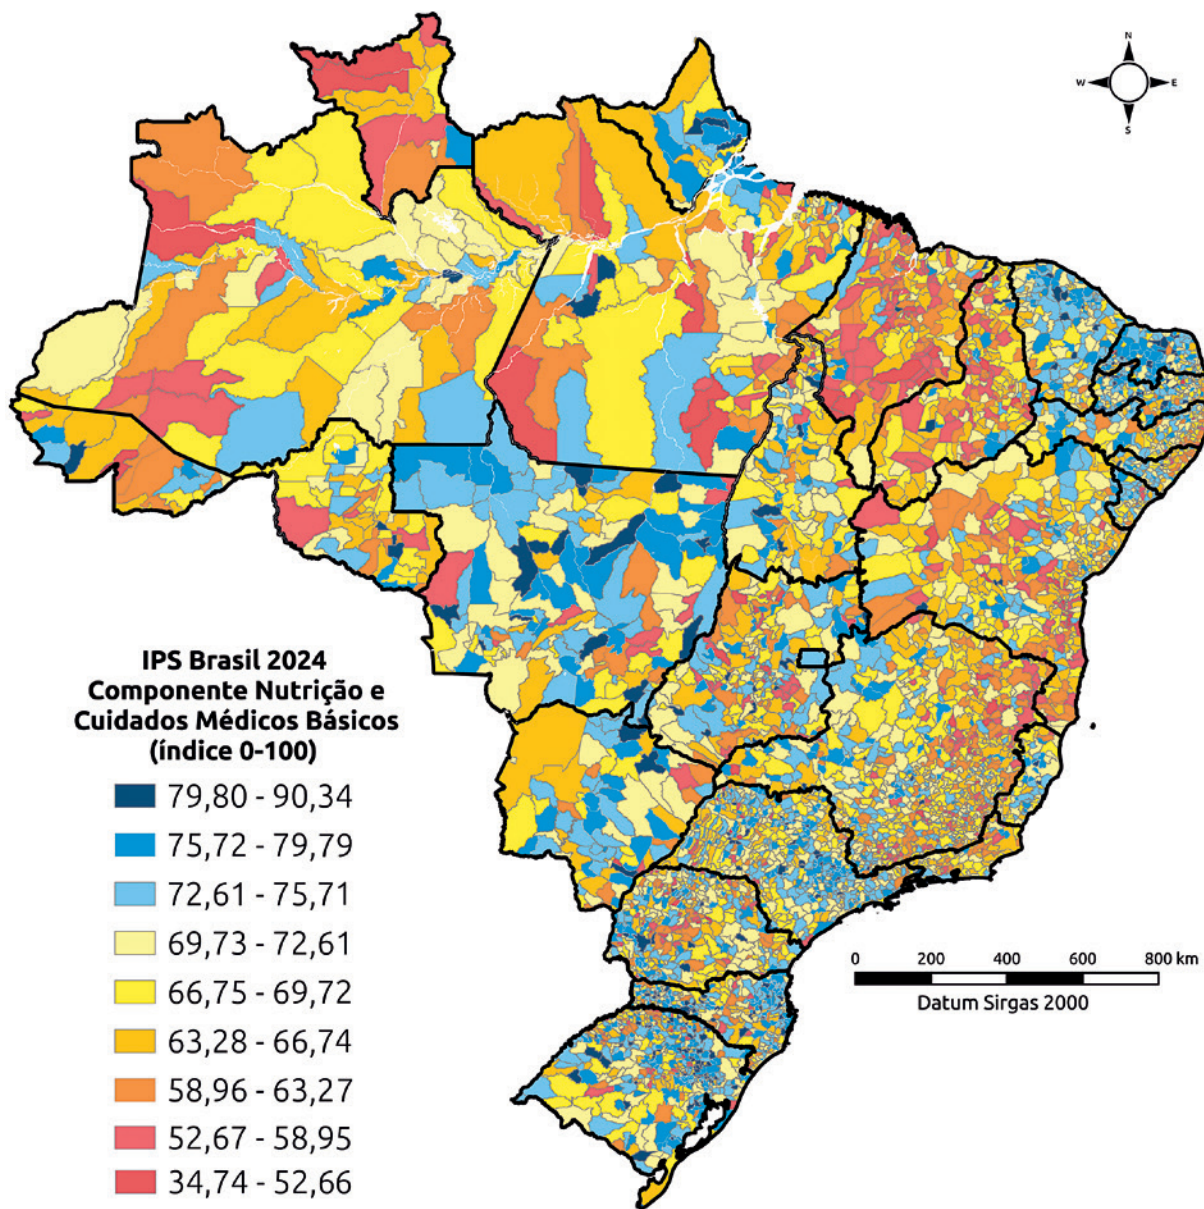 N
W E
S
IPS Brasil 2024
Componente Nutrição e
Cuidados Médicos Básicos
(índice 0-100)
79,80 - 90,34
75,72 - 79,79
72,61 - 75,71
69,73 - 72,61
66,75 - 69,72
63,28 - 66,74
58,96 - 63,27
52,67 - 58,95
34,74 - 52,66
0 200 400 600 800 km
Datum Sirgas 2000